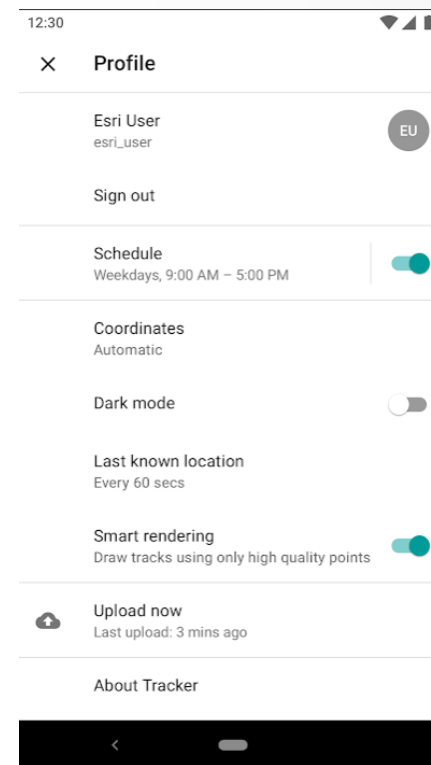 12:30
Profile
Esri User
esri_user
EU
Sign out
Schedule
Weekdays, 9:00 AM – 5:00 PM
Coordinates
Automatic
Dark mode
Last known location
Every 60 secs
Smart rendering
Draw tracks using only high quality points
Upload now
Last upload: 3 mins ago
About Tracker